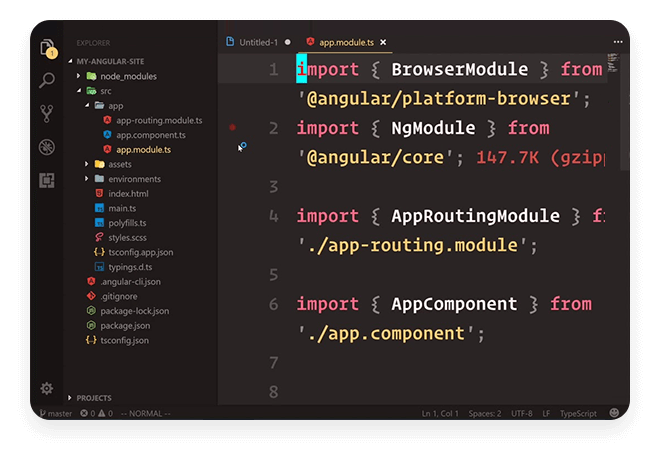 1
EXPLORER
MY-ANGULAR-SITE
node_modules
src
app
app-routing.module.ts
app.component.ts
app.module.ts
assets
environments
index.html
main.ts
polyfills.ts
styles.scss
tsconfig.app.json
typings.d.ts
.angular-cli.json
.gitignore
package-lock.json
package.json
tsconfig.json
PROJECTS
Untitled-1
app.module.ts
1 import { BrowserModule } from
'@angular/platform-browser';
2 import { NgModule } from
'@angular/core'; 147.7K (gzipp
3
4 import { AppRoutingModule } f
'./app-routing.module';
5
6 import { AppComponent } from
'./app.component';
7
8
master 0 0 -- NORMAL -- Ln 1, Col 1 Spaces: 2 UTF-8 LF TypeScript